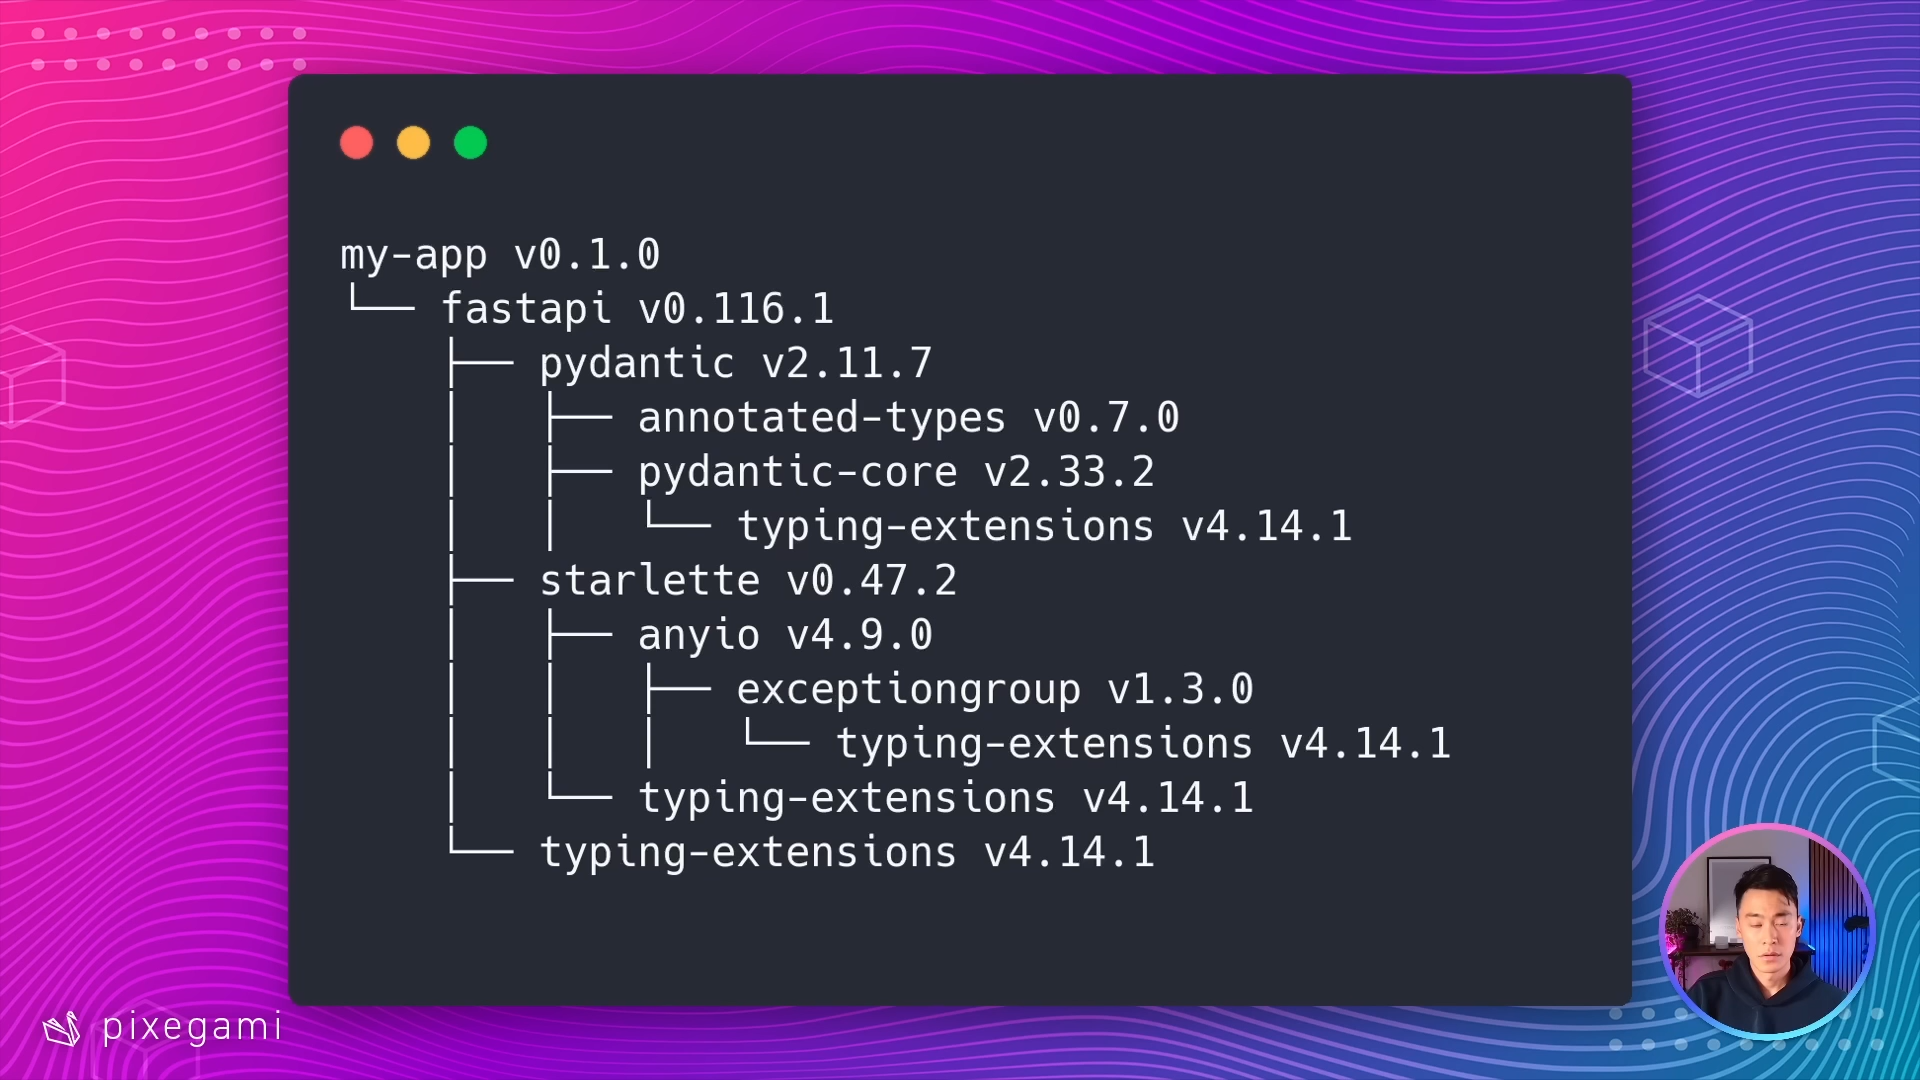 my-app v0.1.0
└── fastapi v0.116.1
    ├── pydantic v2.11.7
    │   ├── annotated-types v0.7.0
    │   ├── pydantic-core v2.33.2
    │   │   └── typing-extensions v4.14.1
    ├── starlette v0.47.2
    │   ├── anyio v4.9.0
    │   │   ├── exceptiongroup v1.3.0
    │   │   │   └── typing-extensions v4.14.1
    │   └── typing-extensions v4.14.1
    └── typing-extensions v4.14.1
pixegami